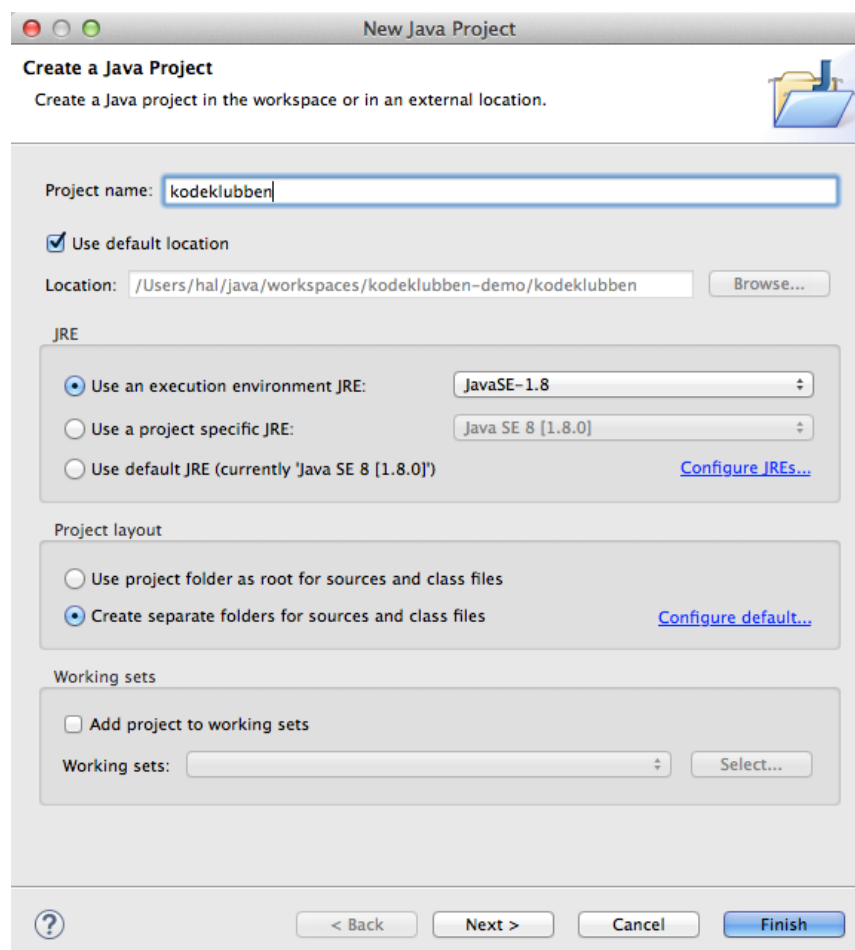 New Java Project
Create a Java Project
Create a Java project in the workspace or in an external location.
Project name: kodeklubben
Use default location
Location: /Users/hal/java/workspaces/kodeklubben-demo/kodeklubben Browse...
JRE
Use an execution environment JRE: JavaSE-1.8
Use a project specific JRE: Java SE 8 [1.8.0]
Use default JRE (currently 'Java SE 8 [1.8.0]') Configure JREs...
Project layout
Use project folder as root for sources and class files
Create separate folders for sources and class files Configure default...
Working sets
Add project to working sets
Working sets: Select...
? < Back Next > Cancel Finish